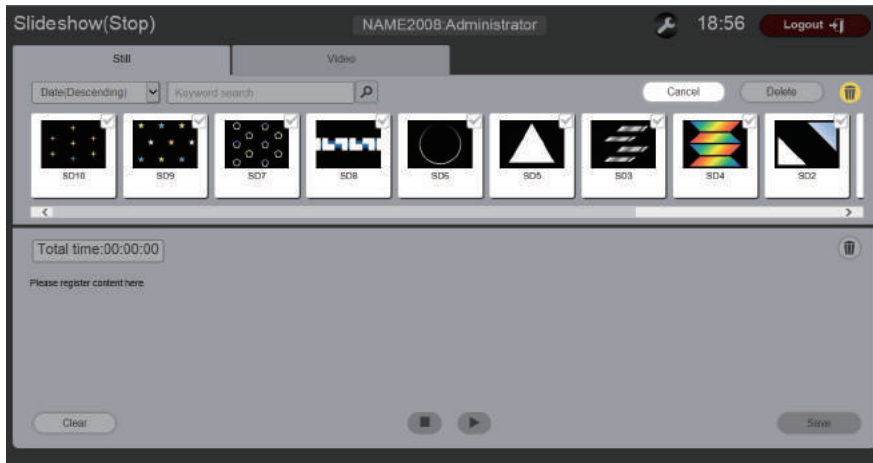 Slideshow(Stop)
NAME2008:Administrator
18:56
Logout
Still
Video
Date(Descending)
Keyword search
Cancel
Delete
SD10
SD9
SD7
SD8
SD6
SD5
SD3
SD4
SD2
Total time:00:00:00
Please register content here
Clear
Save